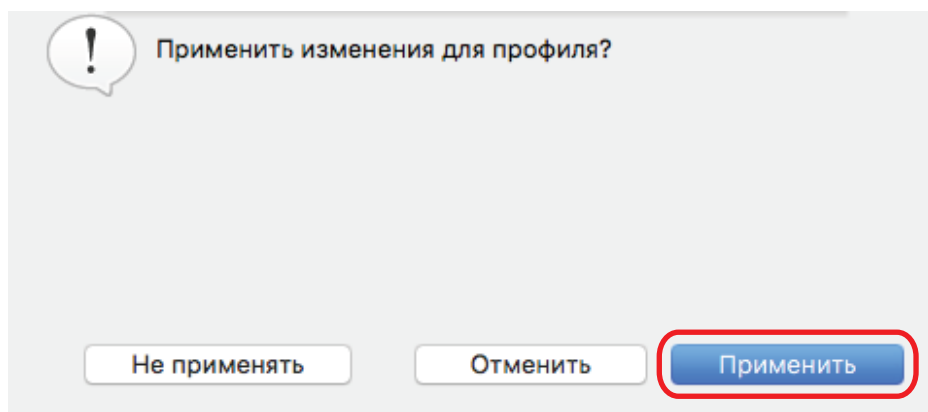 Применить изменения для профиля?
Не применять
Отменить
Применить